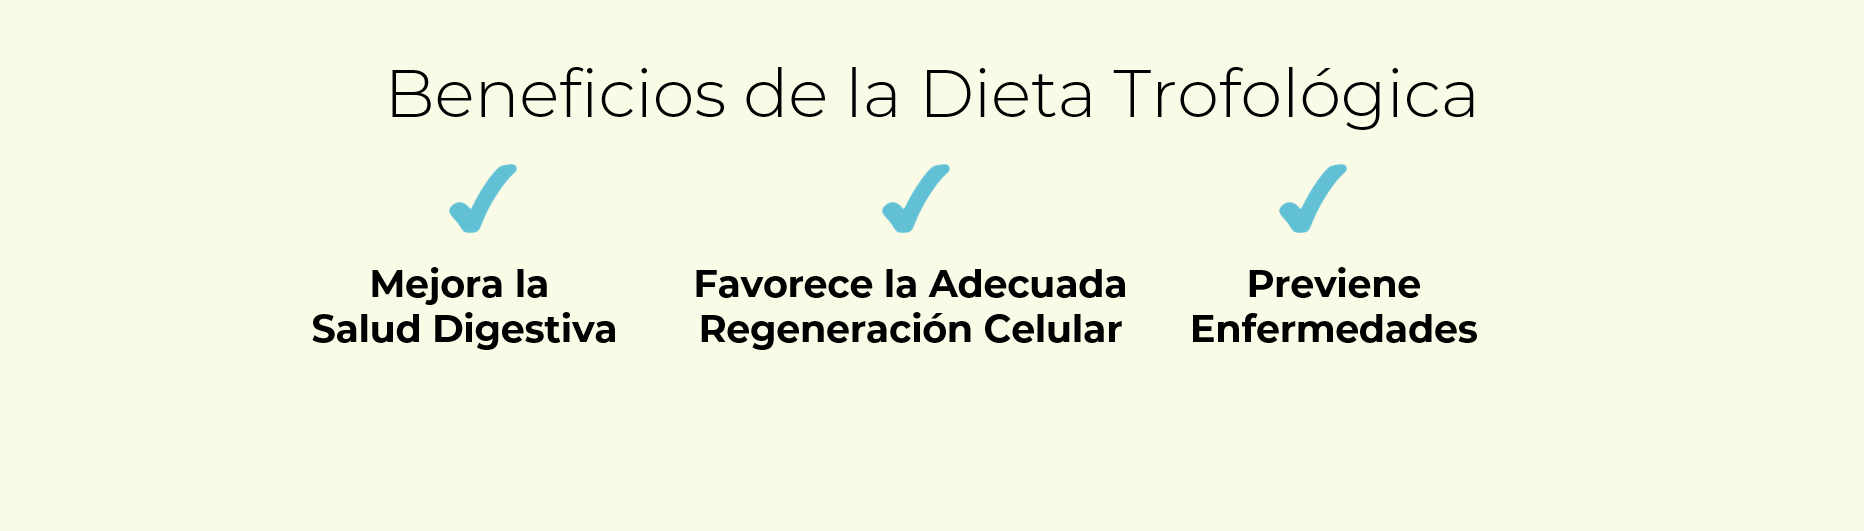 Beneficios de la Dieta Trofológica
Mejora la
Salud Digestiva
Favorece la Adecuada
Regeneración Celular
Previene
Enfermedades